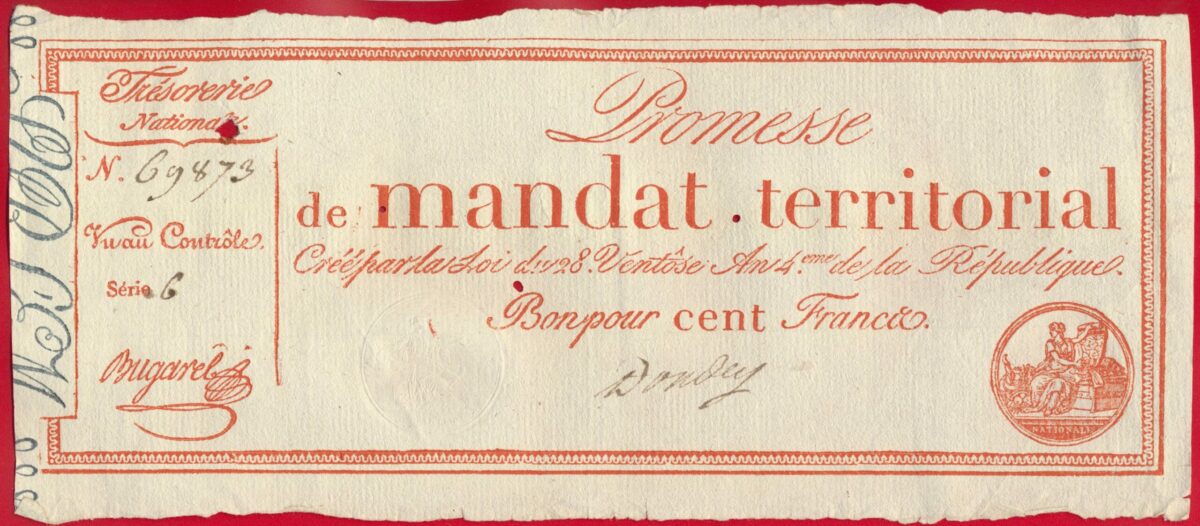 Trésorerie
Nationale.
N. 69873
Vu au Contrôle.
Série 6
Bugarel
Promesse
de mandat territorial
Créé par la Loi du 28. Ventôse An 4.eme de la République.
Bon pour cent Francs.
Dondey
NATIONALE